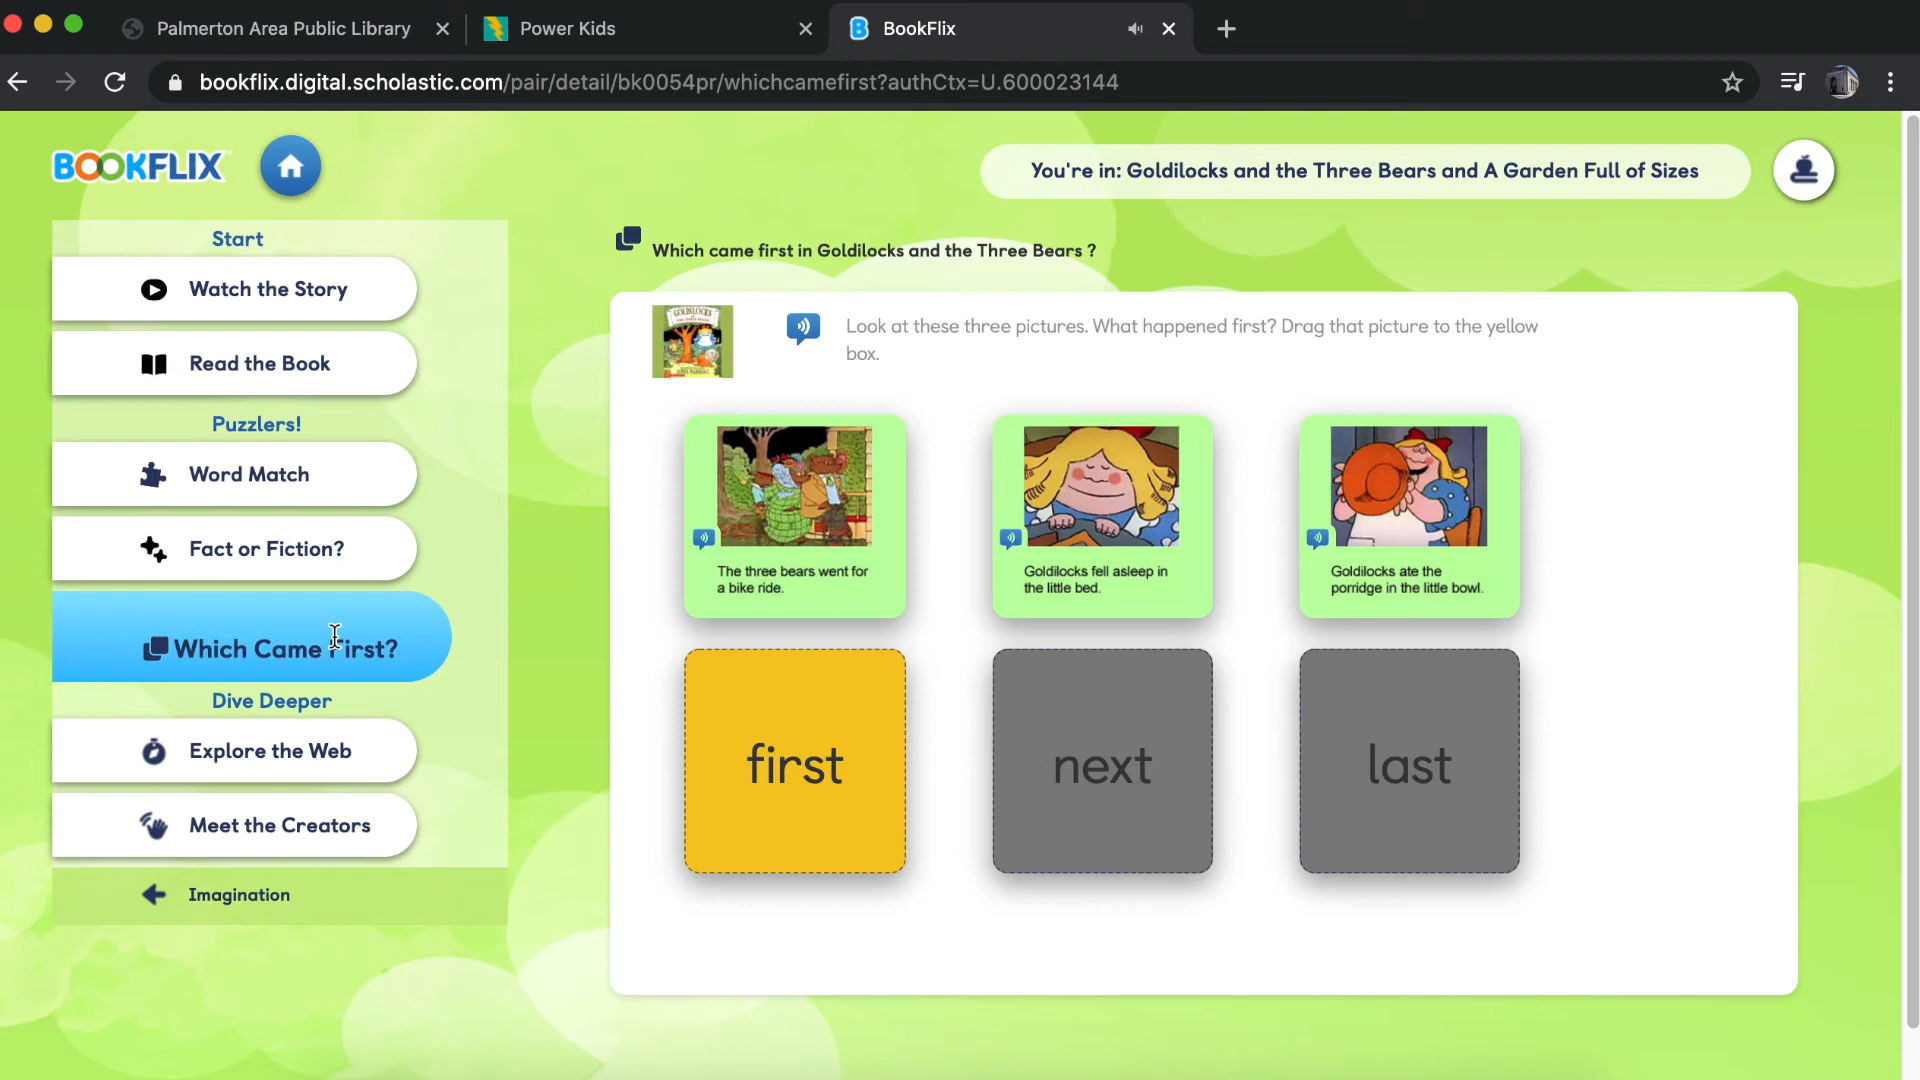 Palmerton Area Public Library
Power Kids
BookFlix
bookflix.digital.scholastic.com/pair/detail/bk0054pr/whichcamefirst?authCtx=U.600023144
BOOKFLIX
You're in: Goldilocks and the Three Bears and A Garden Full of Sizes
Start
Watch the Story
Read the Book
Puzzlers!
Word Match
Fact or Fiction?
Which Came First?
Dive Deeper
Explore the Web
Meet the Creators
Imagination
Which came first in Goldilocks and the Three Bears ?
GOLDILOCKS
Look at these three pictures. What happened first? Drag that picture to the yellow
box.
The three bears went for
a bike ride.
Goldilocks fell asleep in
the little bed.
Goldilocks ate the
porridge in the little bowl.
first
next
last